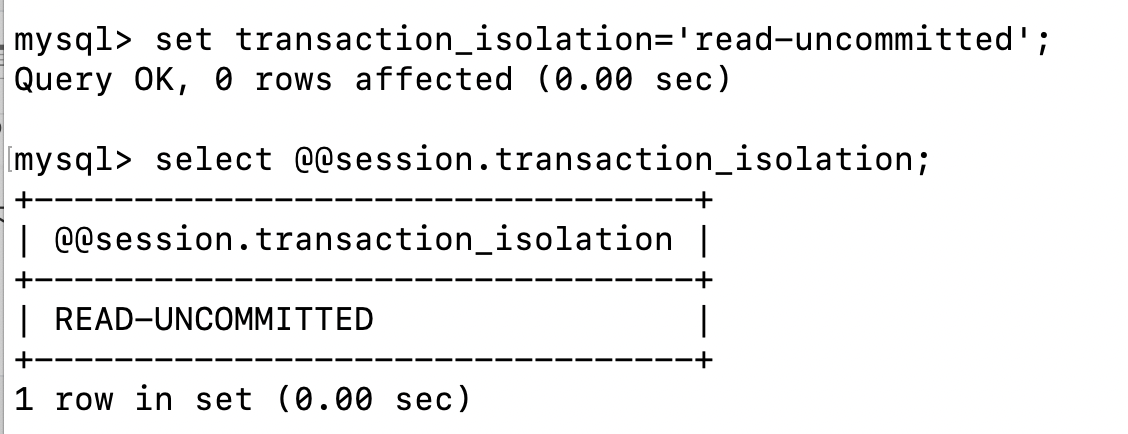 mysql> set transaction_isolation='read-uncommitted';
Query OK, 0 rows affected (0.00 sec)
[mysql> select @@session.transaction_isolation;
+---------------------------------+
| @@session.transaction_isolation |
+---------------------------------+
| READ-UNCOMMITTED                |
+---------------------------------+
1 row in set (0.00 sec)